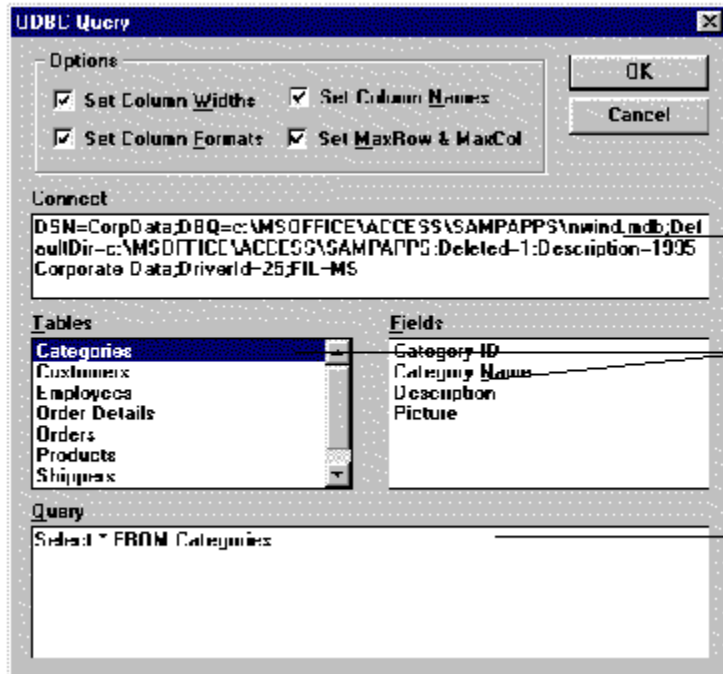 ODBC Query
Options
Set Column Widths
Set Column Names
Set Column Formats
Set MaxRow & MaxCol
OK
Cancel
Connect
DSN=CorpData;DBQ=c:\MSOFFICE\ACCESS\SAMPAPPS\nwind.mdb;Def
aultDir=c:\MSOFFICE\ACCESS\SAMPAPPS;Deleted=1;Description=1995
Corporate Data;DriverId=25;FIL=MS
Tables
Categories
Customers
Employees
Order Details
Orders
Products
Shippers
Fields
Category ID
Category Name
Description
Picture
Query
Select * FROM Categories